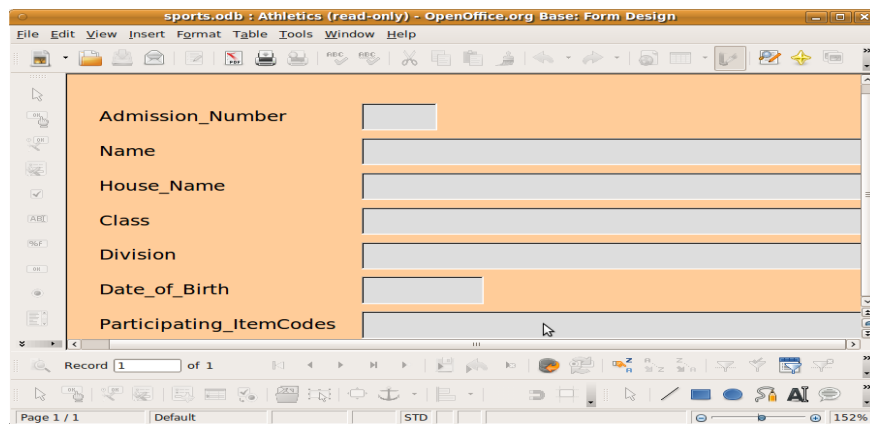 sports.odb : Athletics (read-only) - OpenOffice.org Base: Form Design
File Edit View Insert Format Table Tools Window Help
Admission_Number
Name
House_Name
Class
Division
Date_of_Birth
Participating_ItemCodes
Record 1 of 1
Page 1 / 1 Default STD 152%